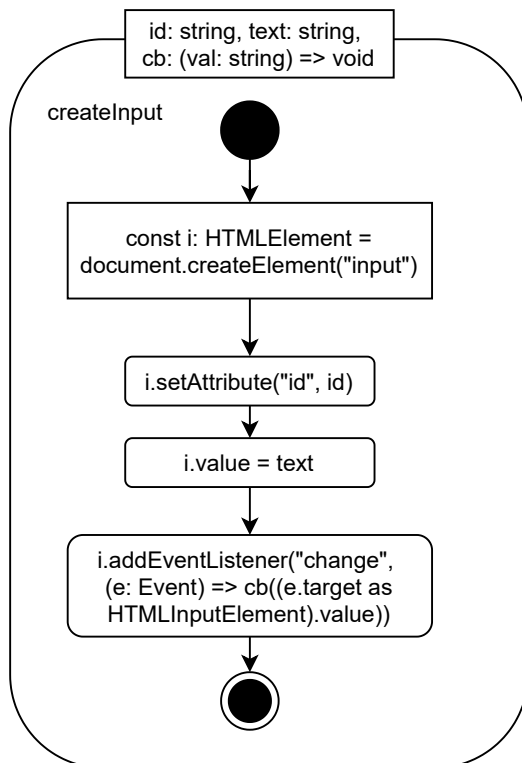 id: string, text: string,
cb: (val: string) => void
createInput
const i: HTMLElement =
document.createElement("input")
i.setAttribute("id", id)
i.value = text
i.addEventListener("change",
(e: Event) => cb((e.target as
HTMLInputElement).value))